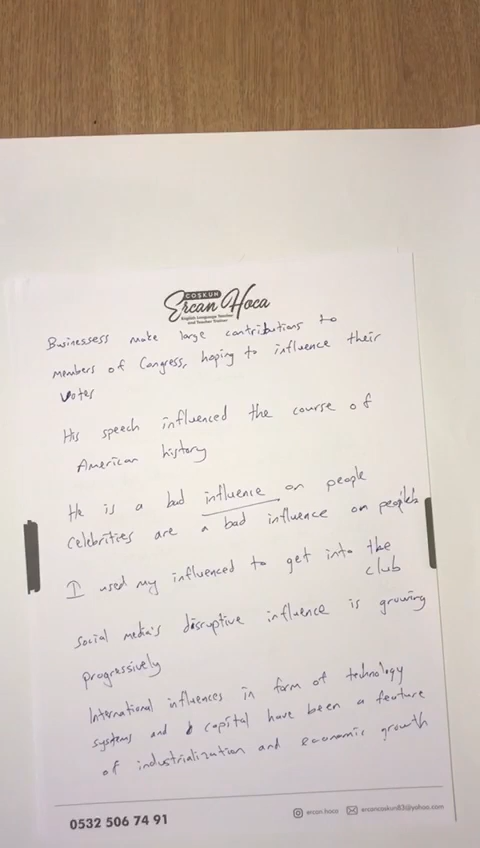 COŞKUN
Ercan Hoca
English Language Teacher
and Teacher Trainer
Businessess make large contributions to
members of Congress, hoping to influence their
votes
His speech influenced the course of
American history
He is a bad influence on people
Celebrities are a bad influence on people's
I used my influenced to get into the
club
Social media's disruptive influence is growing
progressively
International influences in form of technology
systems and capital have been a feature
of industrialization and economic growth
0532 506 74 91
ercan.hoca
ercancoskun83@yahoo.com